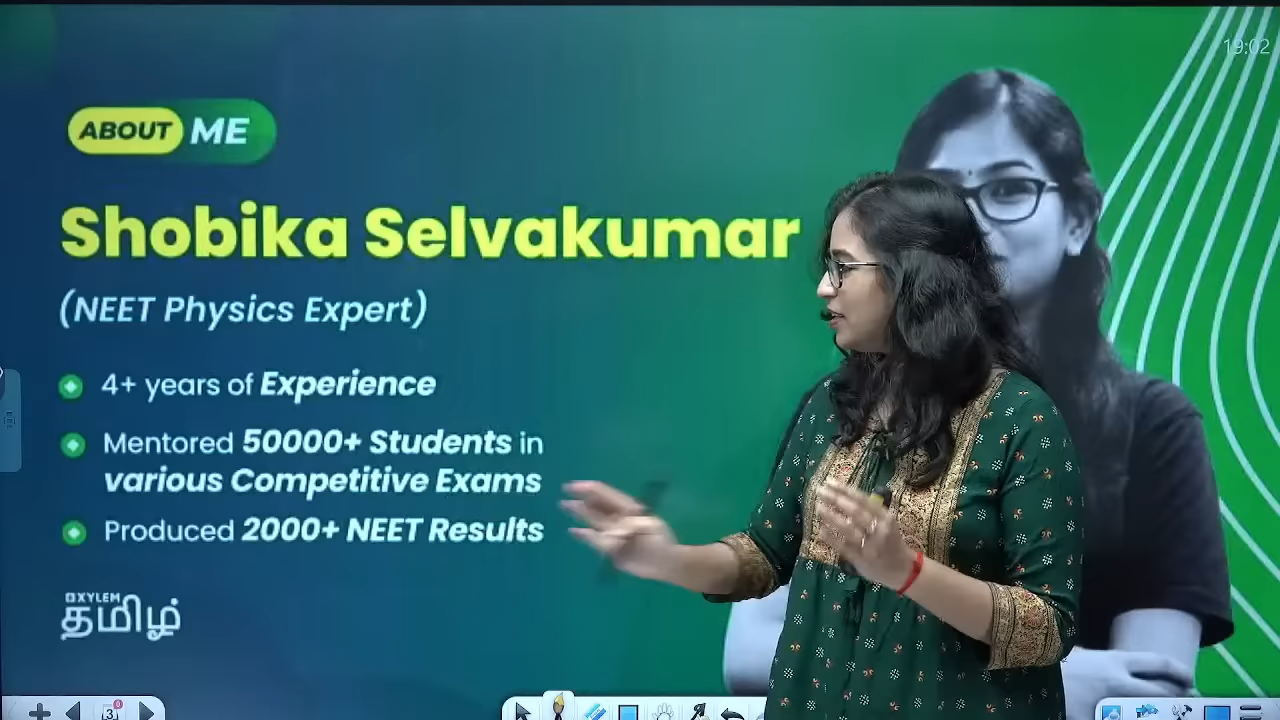 19:02
ABOUT ME
Shobika Selvakumar
(NEET Physics Expert)
4+ years of Experience
Mentored 50000+ Students in
various Competitive Exams
Produced 2000+ NEET Results
XYLEM
தமிழ்
3